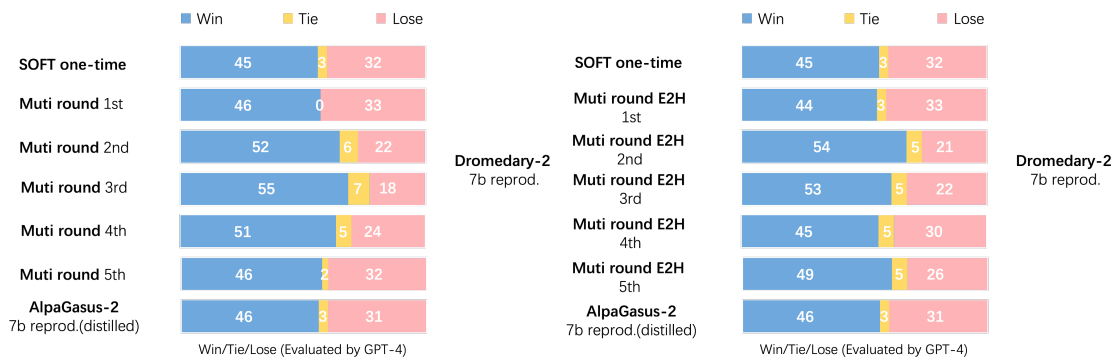 Win Tie Lose
SOFT one-time 45 3 32
Muti round 1st 46 0 33
Muti round 2nd 52 6 22
Muti round 3rd 55 7 18
Muti round 4th 51 5 24
Muti round 5th 46 2 32
AlpaGasus-2
7b reprod.(distilled) 46 3 31
Dromedary-2
7b reprod.
Win/Tie/Lose (Evaluated by GPT-4)
Win Tie Lose
SOFT one-time 45 3 32
Muti round E2H
1st 44 3 33
Muti round E2H
2nd 54 5 21
Muti round E2H
3rd 53 5 22
Muti round E2H
4th 45 5 30
Muti round E2H
5th 49 5 26
AlpaGasus-2
7b reprod.(distilled) 46 3 31
Dromedary-2
7b reprod.
Win/Tie/Lose (Evaluated by GPT-4)